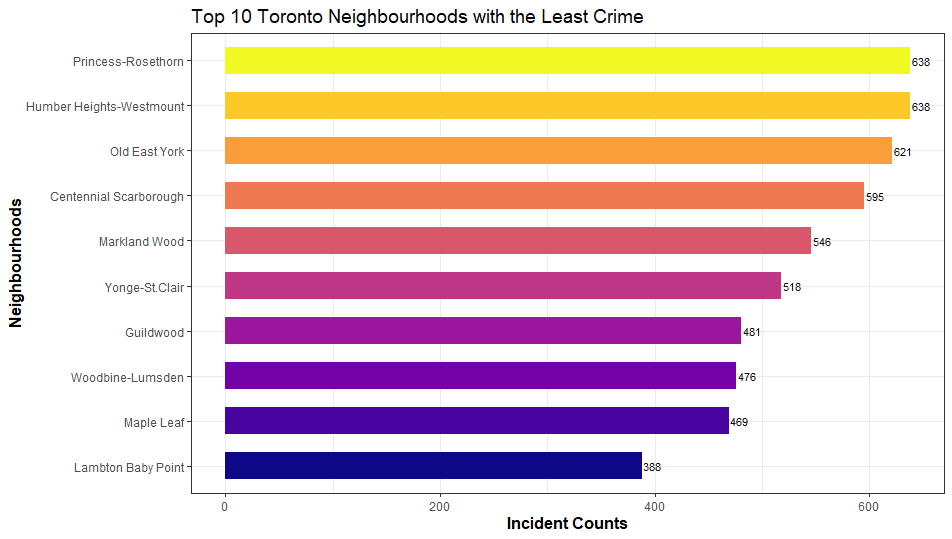 Top 10 Toronto Neighbourhoods with the Least Crime
Neighbourhoods
Princess-Rosethorn 638
Humber Heights-Westmount 638
Old East York 621
Centennial Scarborough 595
Markland Wood 546
Yonge-St.Clair 518
Guildwood 481
Woodbine-Lumsden 476
Maple Leaf 469
Lambton Baby Point 388
0 200 400 600
Incident Counts